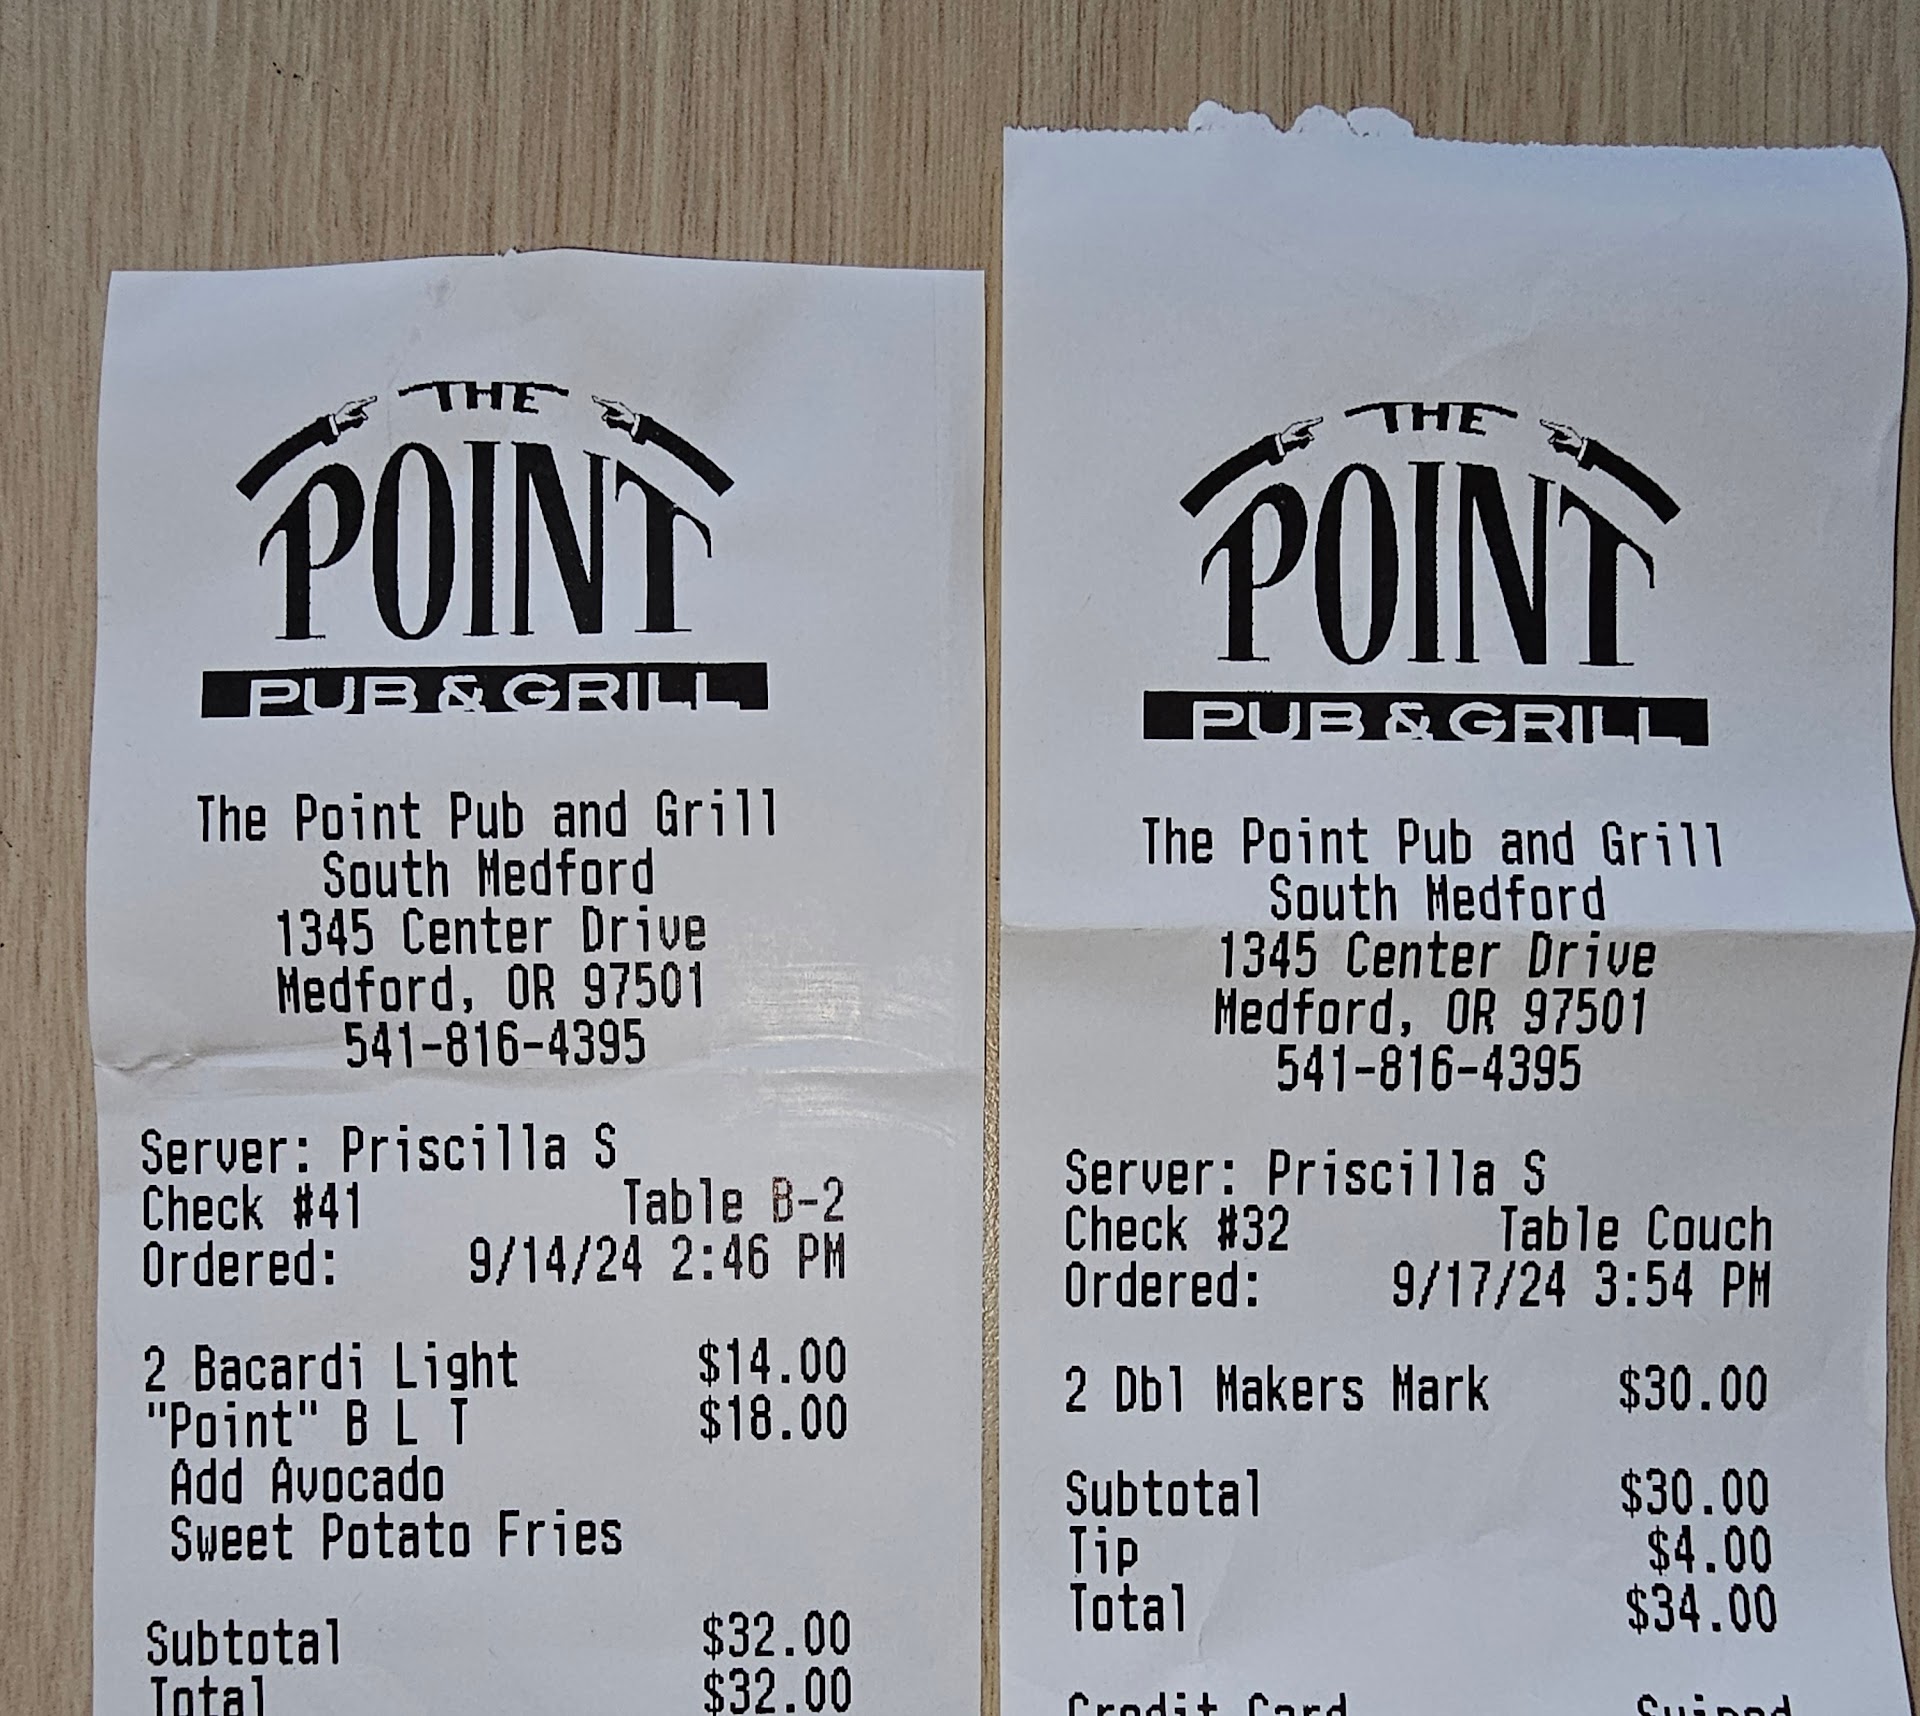 THE
POINT
PUB & GRILL
The Point Pub and Grill
South Medford
1345 Center Drive
Medford, OR 97501
541-816-4395
Server: Priscilla S
Check #41 Table B-2
Ordered: 9/14/24 2:46 PM
2 Bacardi Light $14.00
"Point" B L T $18.00
Add Avocado
Sweet Potato Fries
Subtotal $32.00
Total $32.00
THE
POINT
PUB & GRILL
The Point Pub and Grill
South Medford
1345 Center Drive
Medford, OR 97501
541-816-4395
Server: Priscilla S
Check #32 Table Couch
Ordered: 9/17/24 3:54 PM
2 Dbl Makers Mark $30.00
Subtotal $30.00
Tip $4.00
Total $34.00
Credit Card Swiped